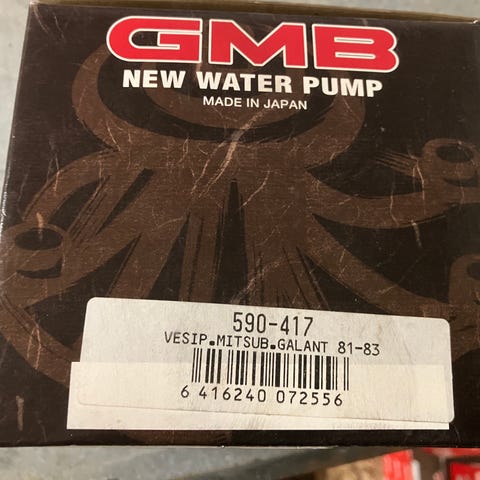 GMB
NEW WATER PUMP
MADE IN JAPAN
590-417
VESIP.MITSUB.GALANT 81-83
6 416240 072556